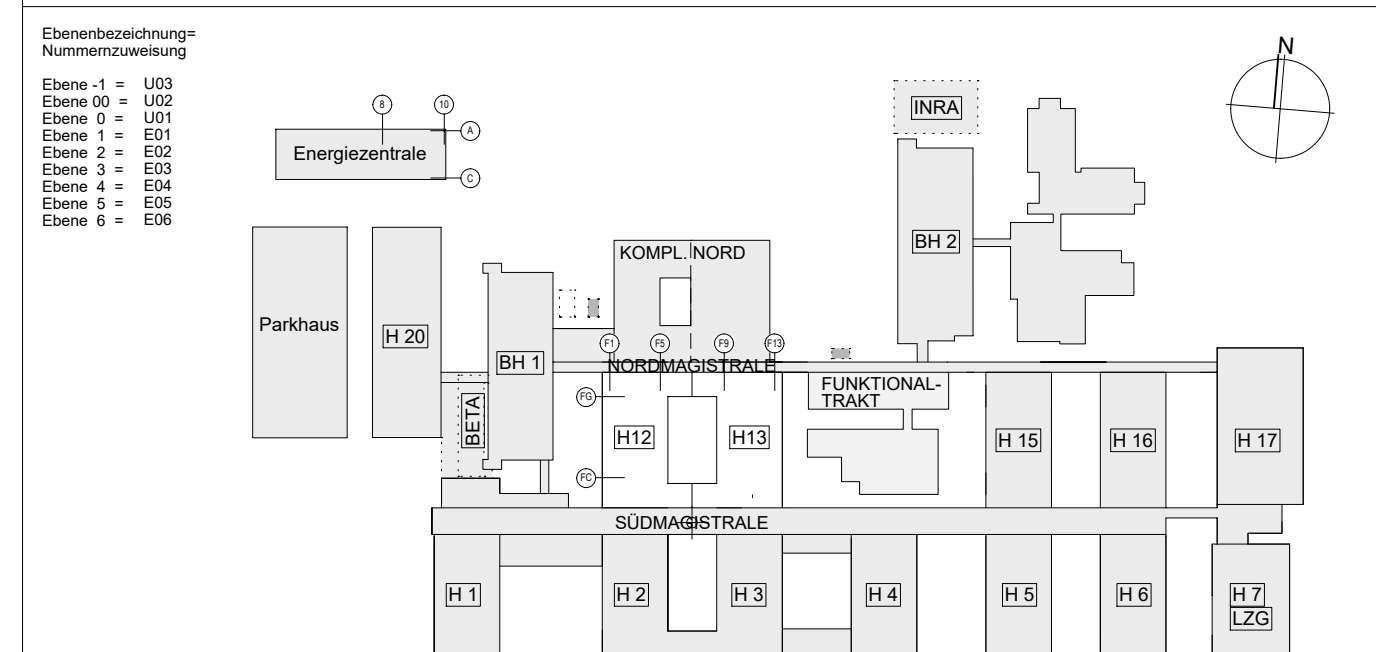 Ebenenbezeichnung=
Nummernzuweisung
Ebene -1 = U03
Ebene 00 = U02
Ebene 0 = U01
Ebene 1 = E01
Ebene 2 = E02
Ebene 3 = E03
Ebene 4 = E04
Ebene 5 = E05
Ebene 6 = E06
N
8
10
A
C
Energiezentrale
INRA
BH 2
KOMPL. NORD
Parkhaus
H 20
BH 1
F1
F5
F9
F13
NORDMAGISTRALE
FUNKTIONAL-
TRAKT
BETA
FG
H12
H13
H 15
H 16
H 17
FC
SÜDMAGISTRALE
H 1
H 2
H 3
H 4
H 5
H 6
H 7
LZG